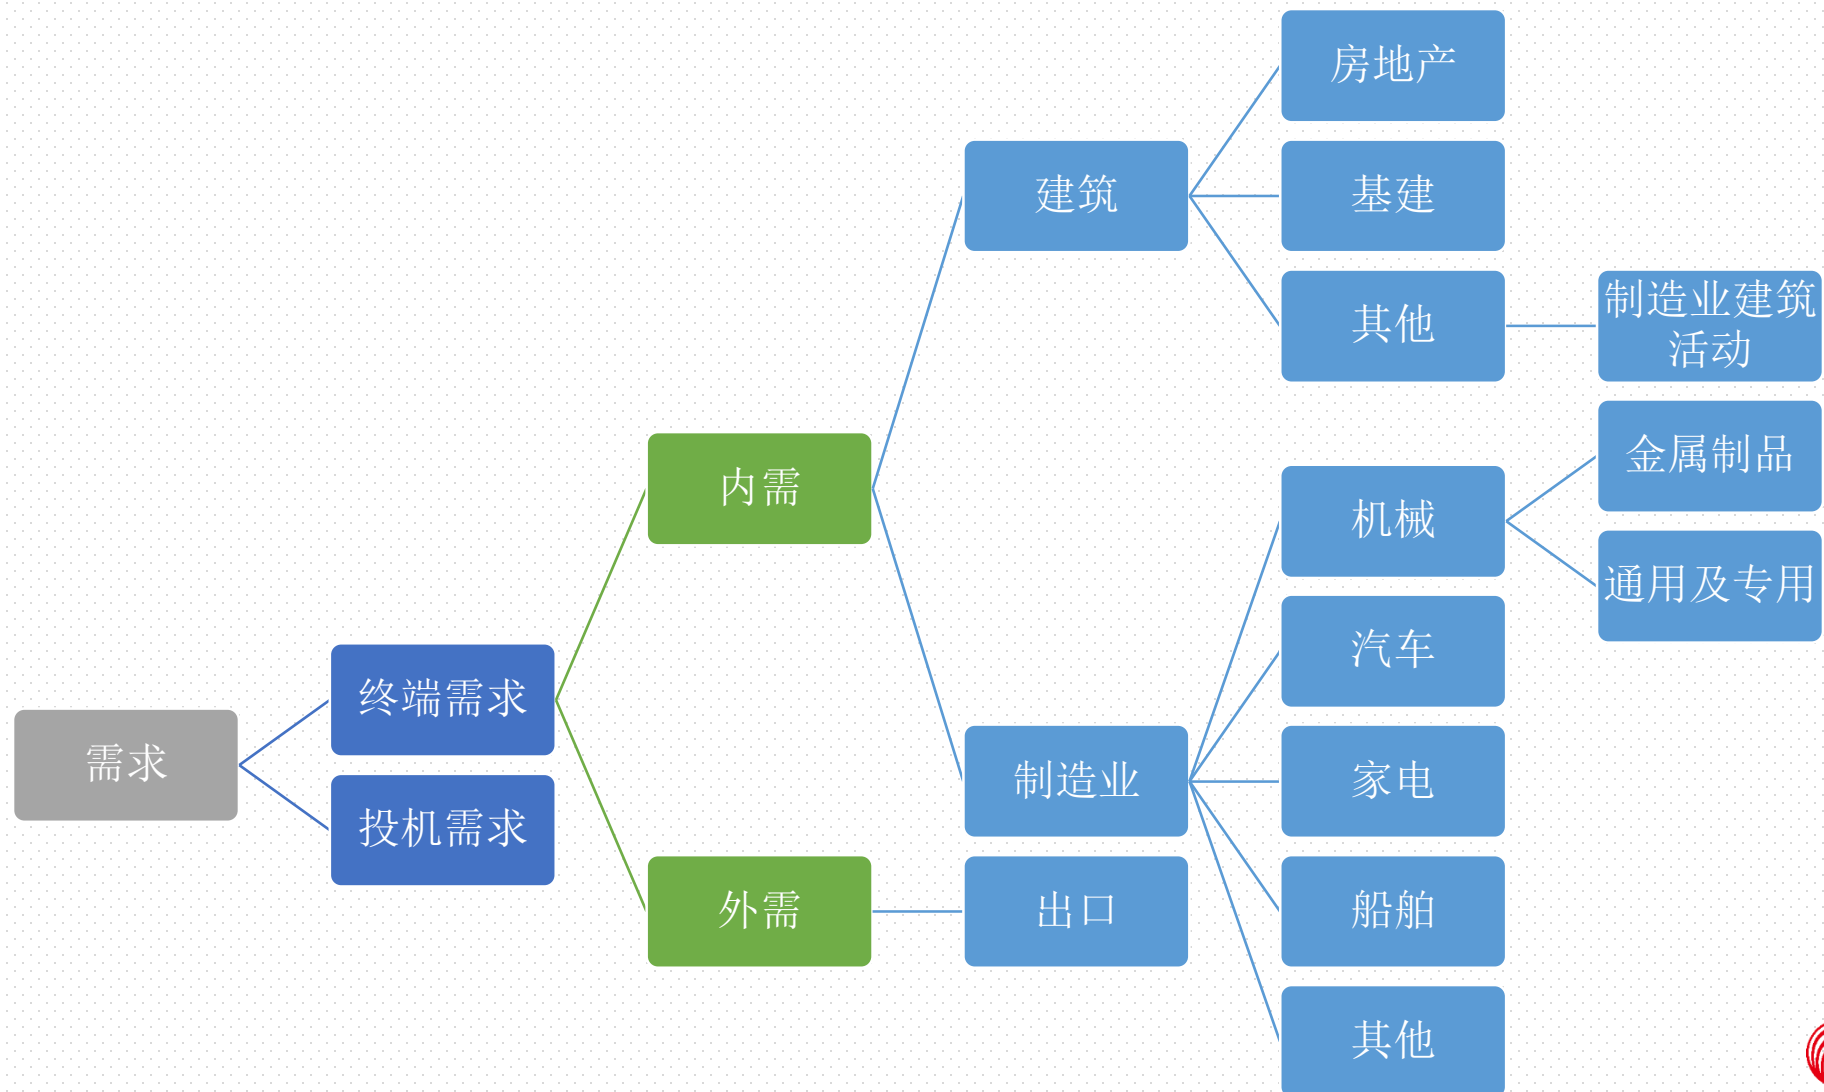 房地产
建筑
基建
其他
制造业建筑
活动
金属制品
内需
机械
通用及专用
汽车
终端需求
需求
制造业
家电
投机需求
外需
出口
船舶
其他